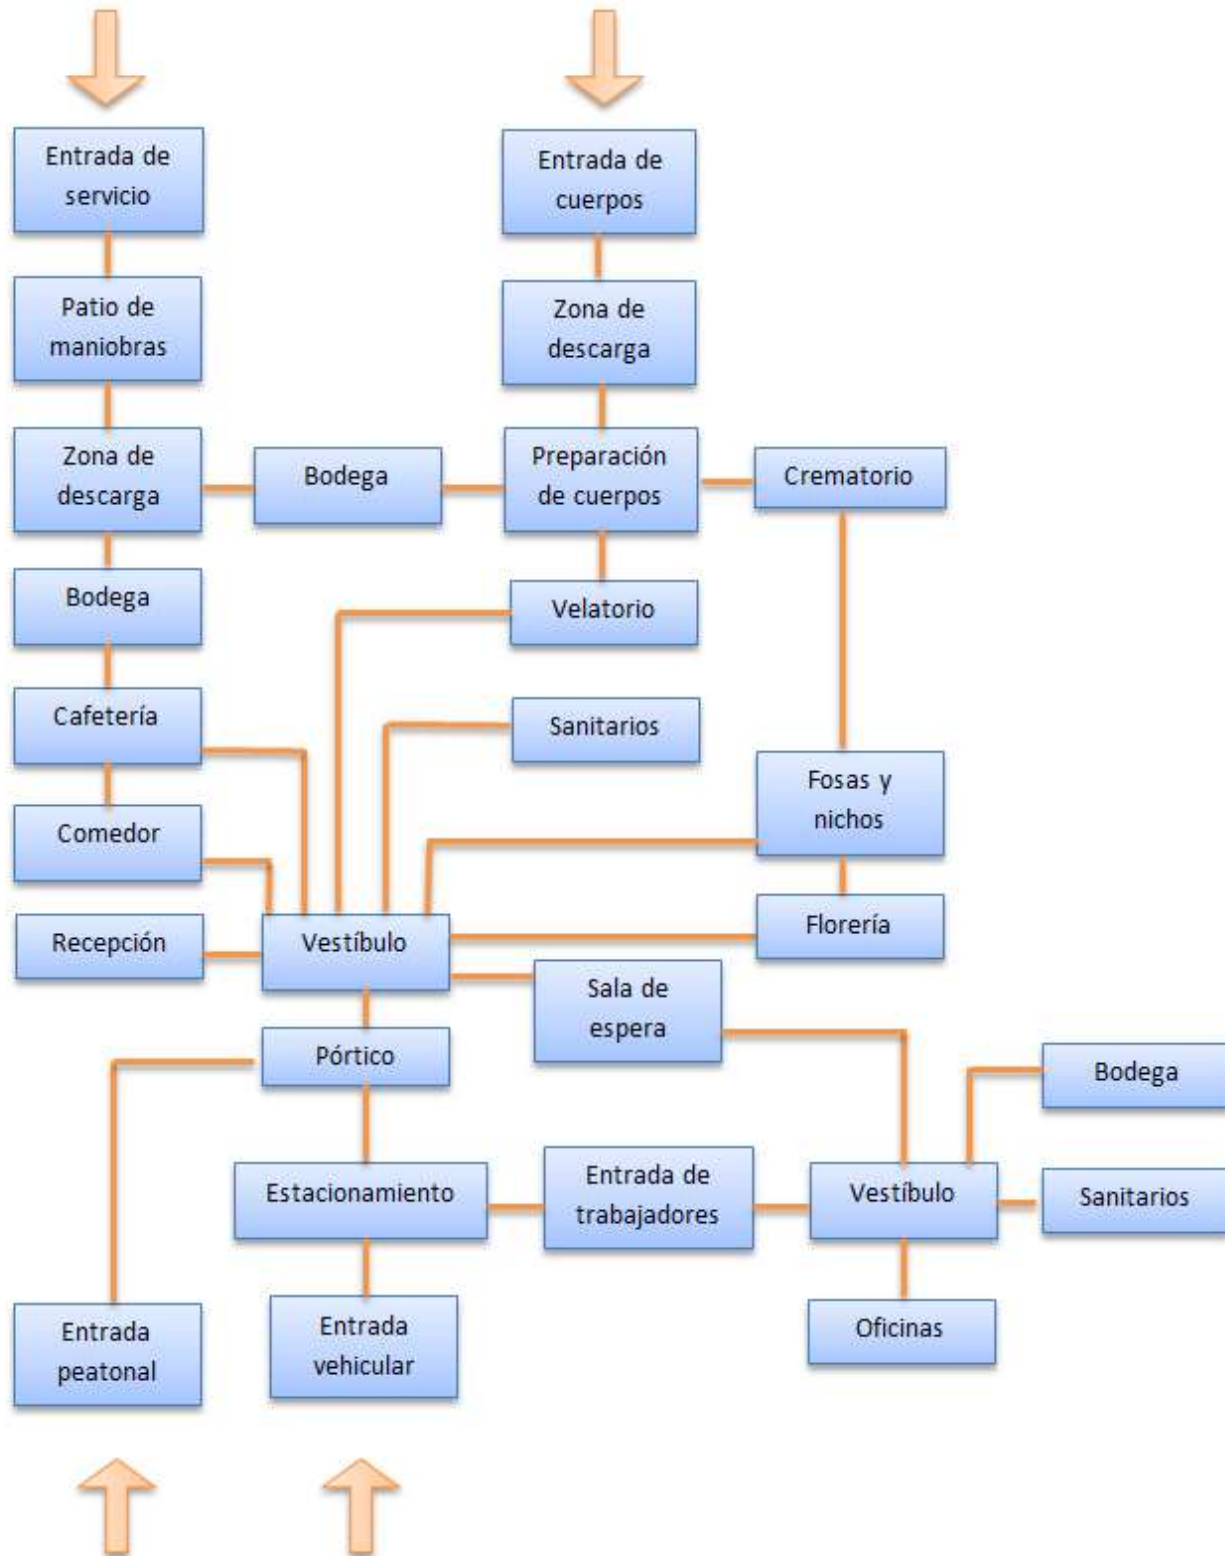 Entrada de
servicio
Entrada de
cuerpos
Patio de
maniobras
Zona de
descarga
Zona de
descarga
Bodega
Preparación
de cuerpos
Crematorio
Bodega
Velatorio
Cafetería
Sanitarios
Fosas y
nichos
Comedor
Recepción
Vestíbulo
Florería
Sala de
espera
Pórtico
Bodega
Estacionamiento
Entrada de
trabajadores
Vestíbulo
Sanitarios
Entrada
peatonal
Entrada
vehicular
Oficinas